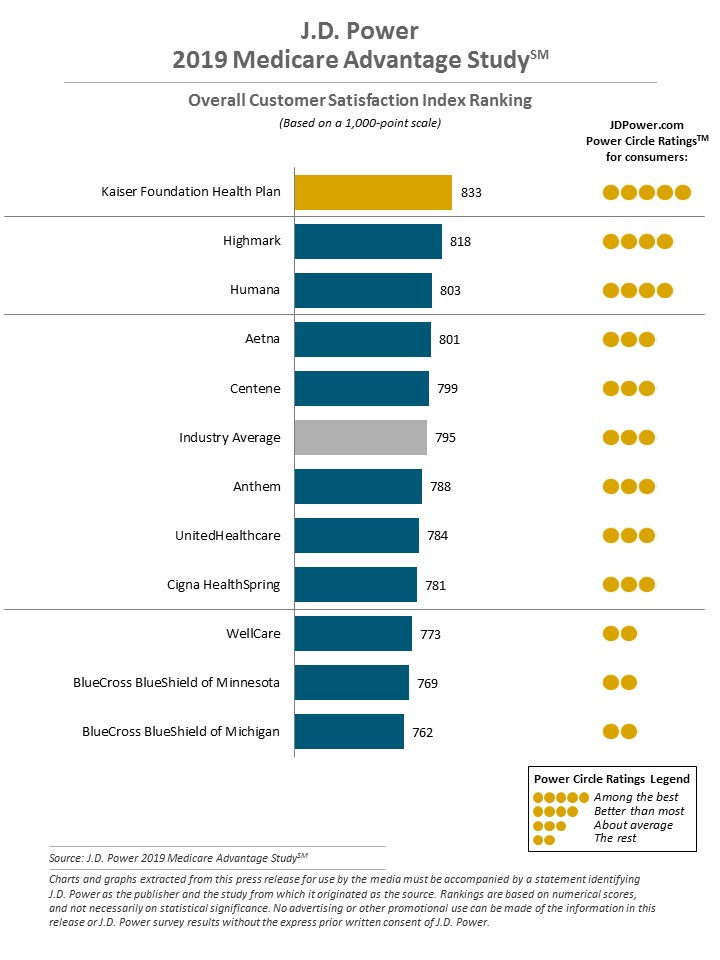 J.D. Power
2019 Medicare Advantage StudySM
Overall Customer Satisfaction Index Ranking
(Based on a 1,000-point scale)
JDPower.com
Power Circle RatingsTM
for consumers:
Kaiser Foundation Health Plan 833
Highmark 818
Humana 803
Aetna 801
Centene 799
Industry Average 795
Anthem 788
UnitedHealthcare 784
Cigna HealthSpring 781
WellCare 773
BlueCross BlueShield of Minnesota 769
BlueCross BlueShield of Michigan 762
Power Circle Ratings Legend
Among the best
Better than most
About average
The rest
Source: J.D. Power 2019 Medicare Advantage StudySM
Charts and graphs extracted from this press release for use by the media must be accompanied by a statement identifying
J.D. Power as the publisher and the study from which it originated as the source. Rankings are based on numerical scores,
and not necessarily on statistical significance. No advertising or other promotional use can be made of the information in this
release or J.D. Power survey results without the express prior written consent of J.D. Power.